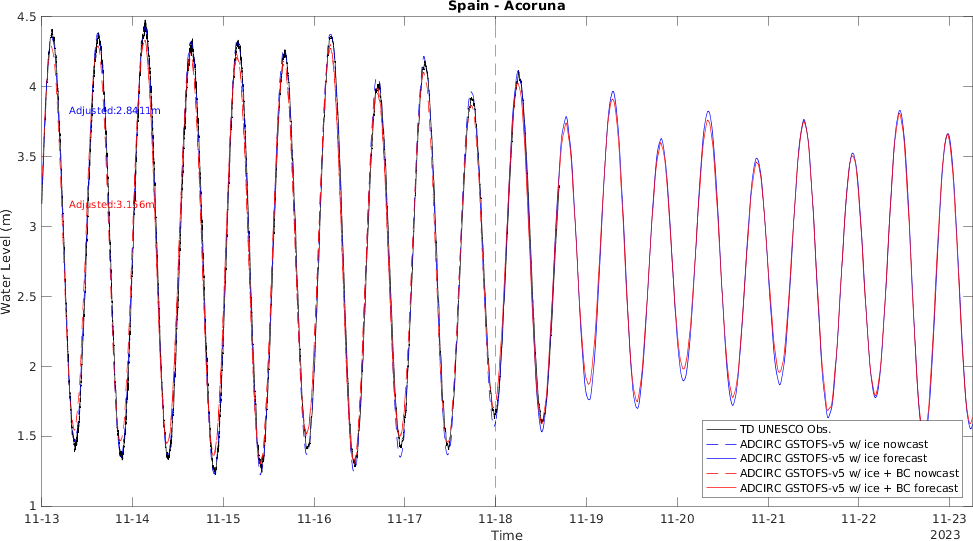 Spain - Acoruna
4.5
4
3.5
3
2.5
2
1.5
1
Water Level (m)
Adjusted:2.8411m
Adjusted:3.156m
TD UNESCO Obs.
ADCIRC GSTOFS-v5 w/ ice nowcast
ADCIRC GSTOFS-v5 w/ ice forecast
ADCIRC GSTOFS-v5 w/ ice + BC nowcast
ADCIRC GSTOFS-v5 w/ ice + BC forecast
11-13 11-14 11-15 11-16 11-17 11-18 11-19 11-20 11-21 11-22 11-23
Time
2023